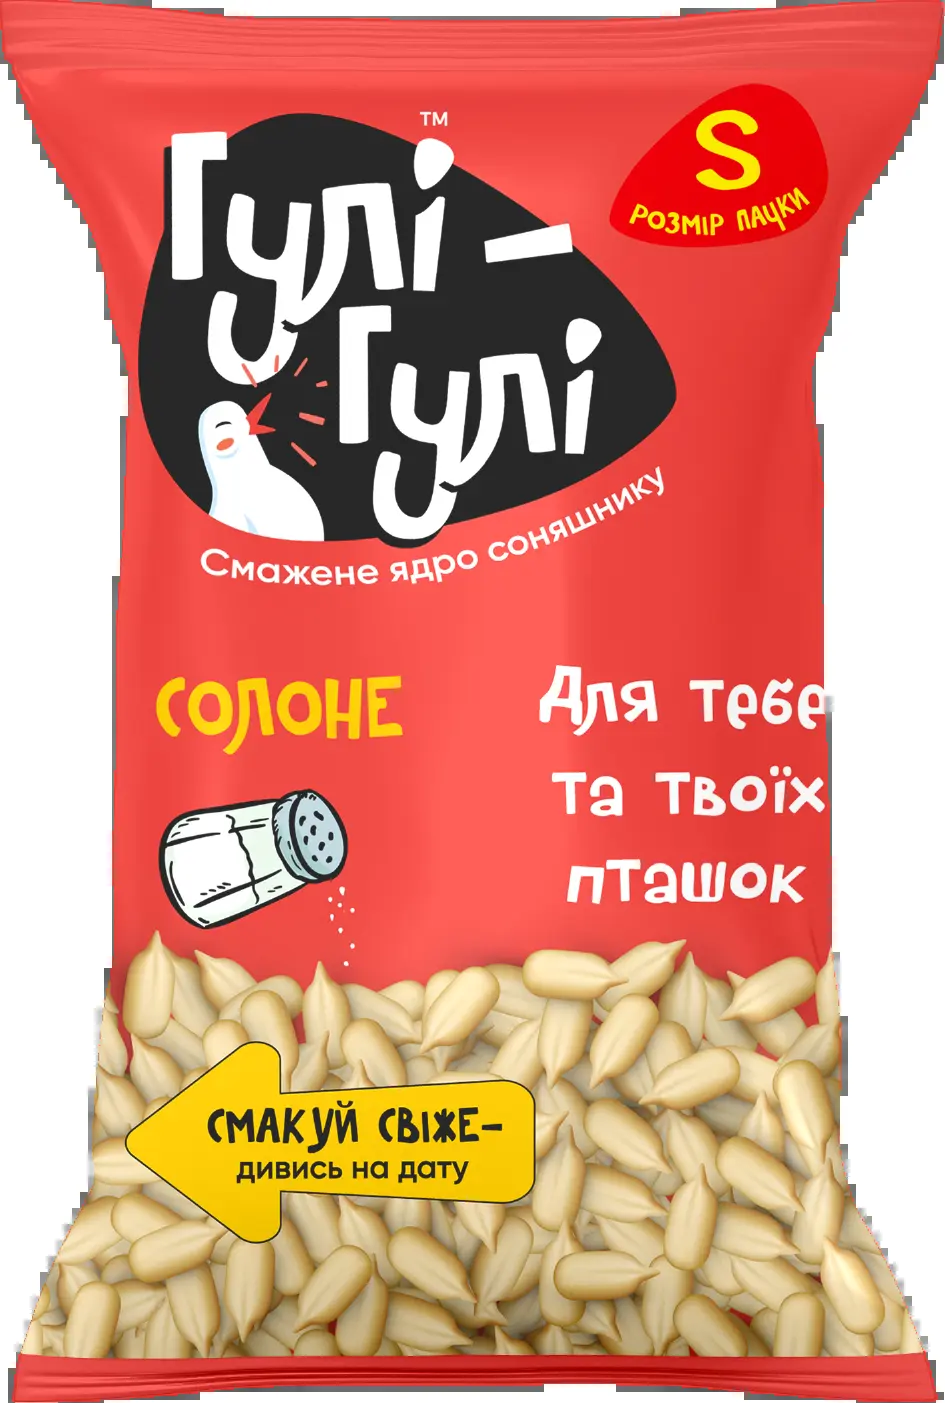 Гулі-
Гулі
TM
S
РОЗМІР ПАЧКИ
Смажене ядро соняшнику
СОЛОНЕ
Для тебе
та твоїх
пташок
СМАКУЙ СВІЖЕ–
дивись на дату